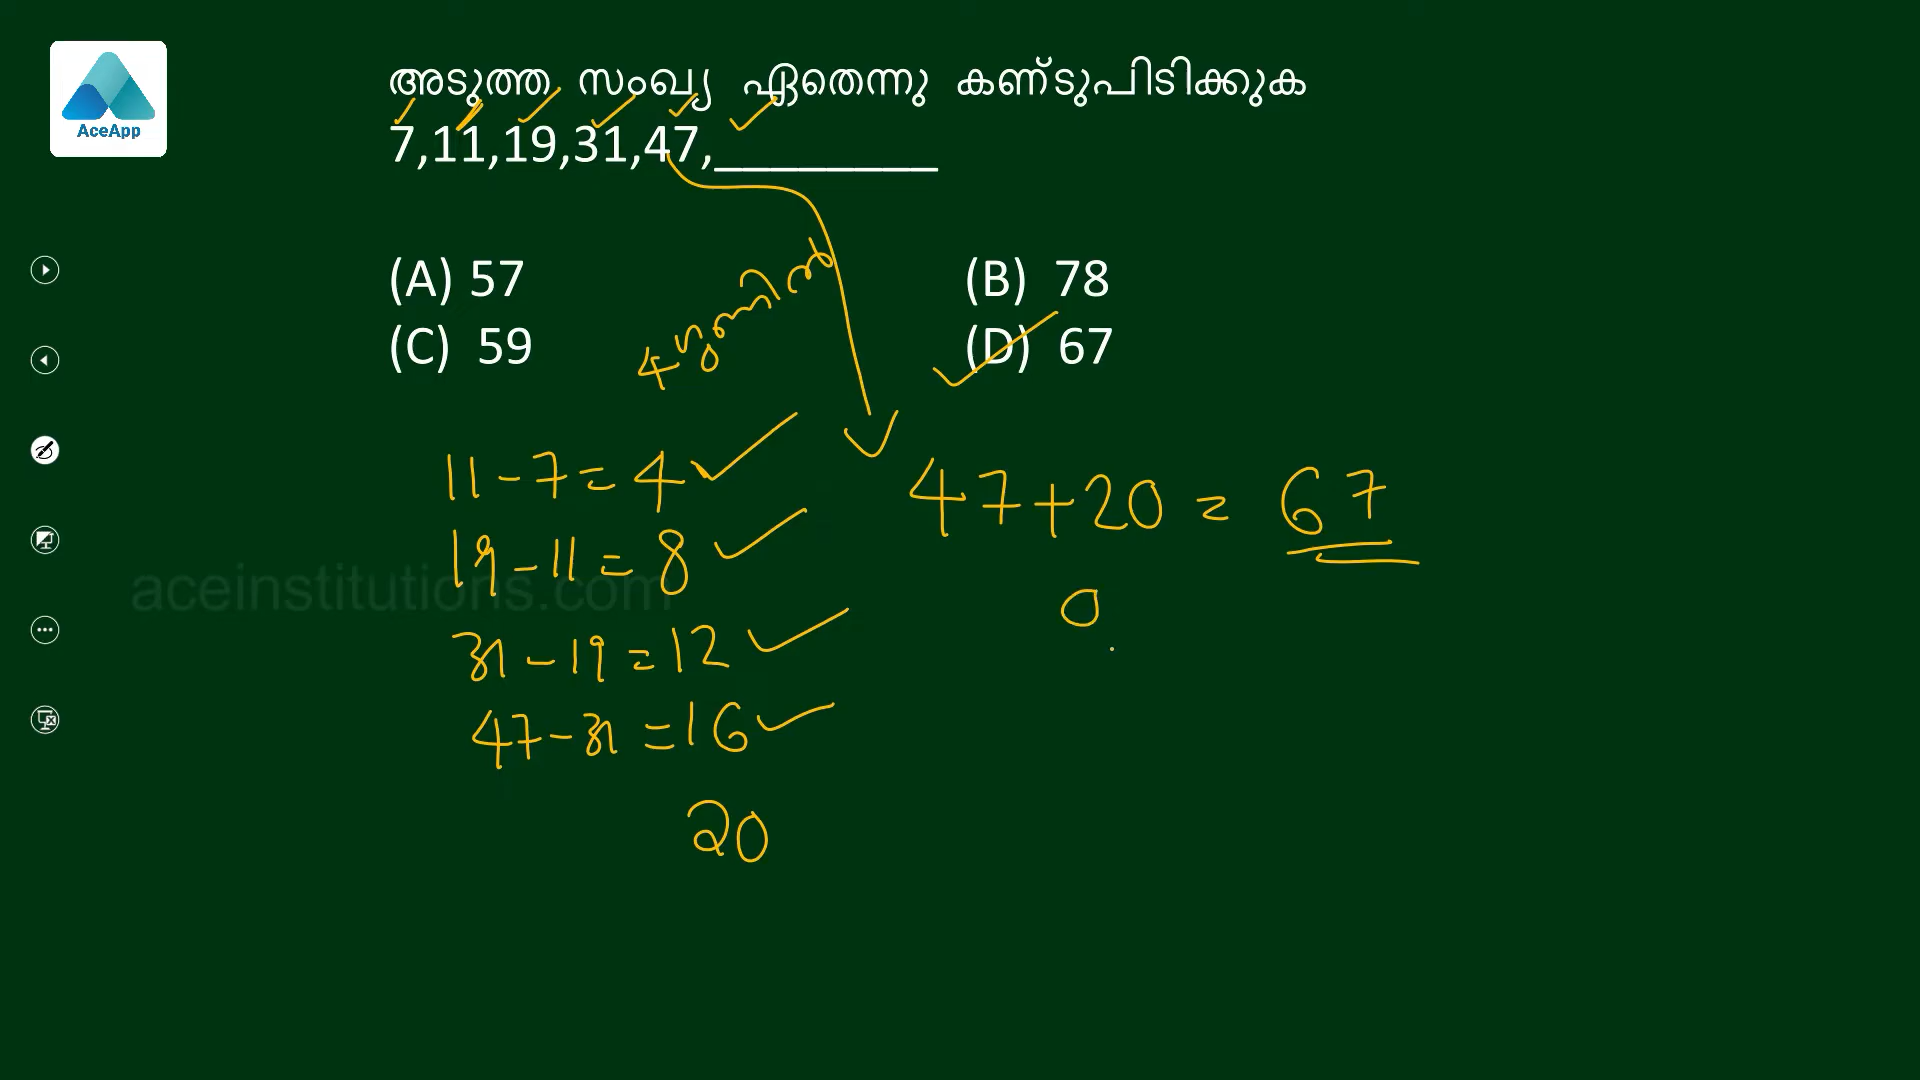 AceApp
അടുത്ത സംഖ്യ ഏതെന്നു കണ്ടുപിടിക്കുക
7,11,19,31,47,________
(A) 57
(B) 78
(C) 59
(D) 67
4
11-7=4
47+20=67
19-11=8
0
aceinstitutions.com
31-19=12
47-31=16
20